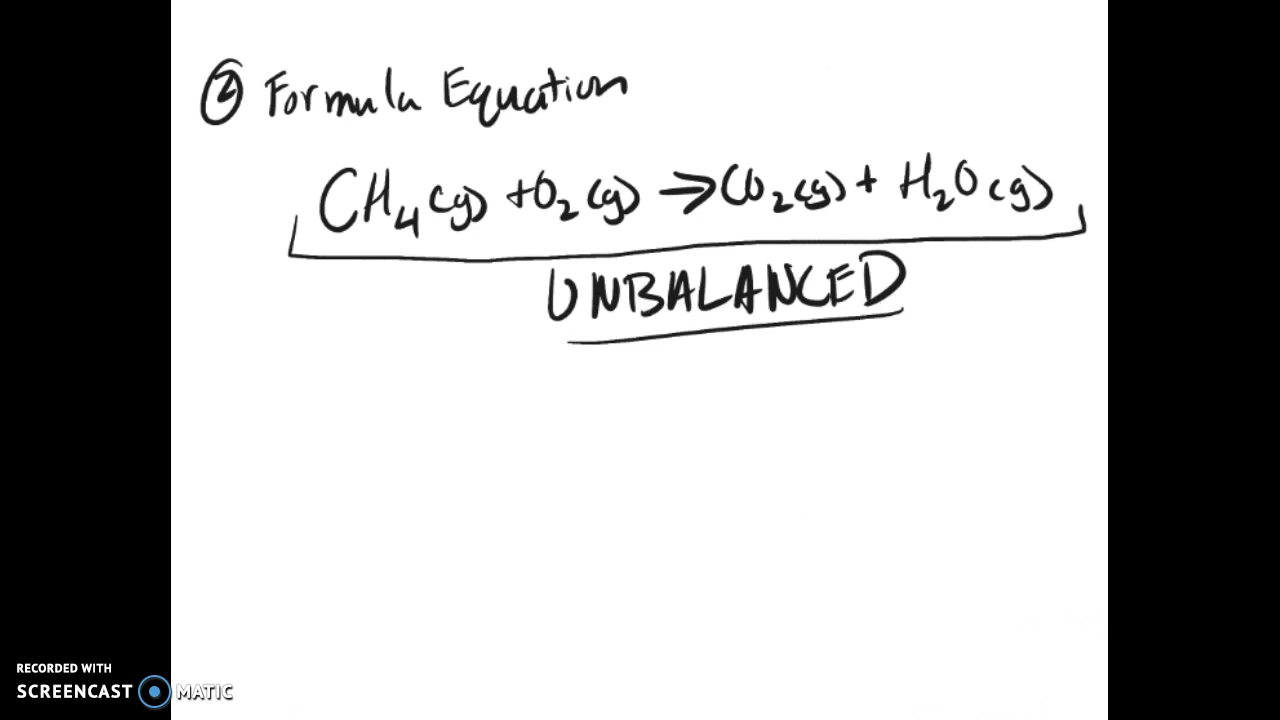 ② Formula Equation
CH₄(g) + O₂(g) → CO₂(g) + H₂O(g)
UNBALANCED
RECORDED WITH
SCREENCAST MATIC